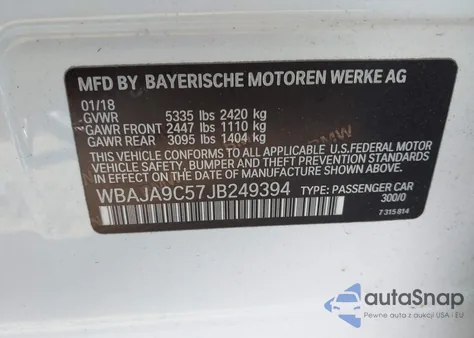 MFD BY BAYERISCHE MOTOREN WERKE AG
01/18
GVWR 5335 lbs 2420 kg
GAWR FRONT 2447 lbs 1110 kg
GAWR REAR 3095 lbs 1404 kg
THIS VEHICLE CONFORMS TO ALL APPLICABLE U.S.FEDERAL MOTOR
VEHICLE SAFETY, BUMPER AND THEFT PREVENTION STANDARDS
IN EFFECT ON THE DATE OF MANUFACTURE SHOWN ABOVE.
WBAJA9C57JB249394 TYPE: PASSENGER CAR
300/0
7315814
autoSnap
Pewne auta z aukcji USA i EU